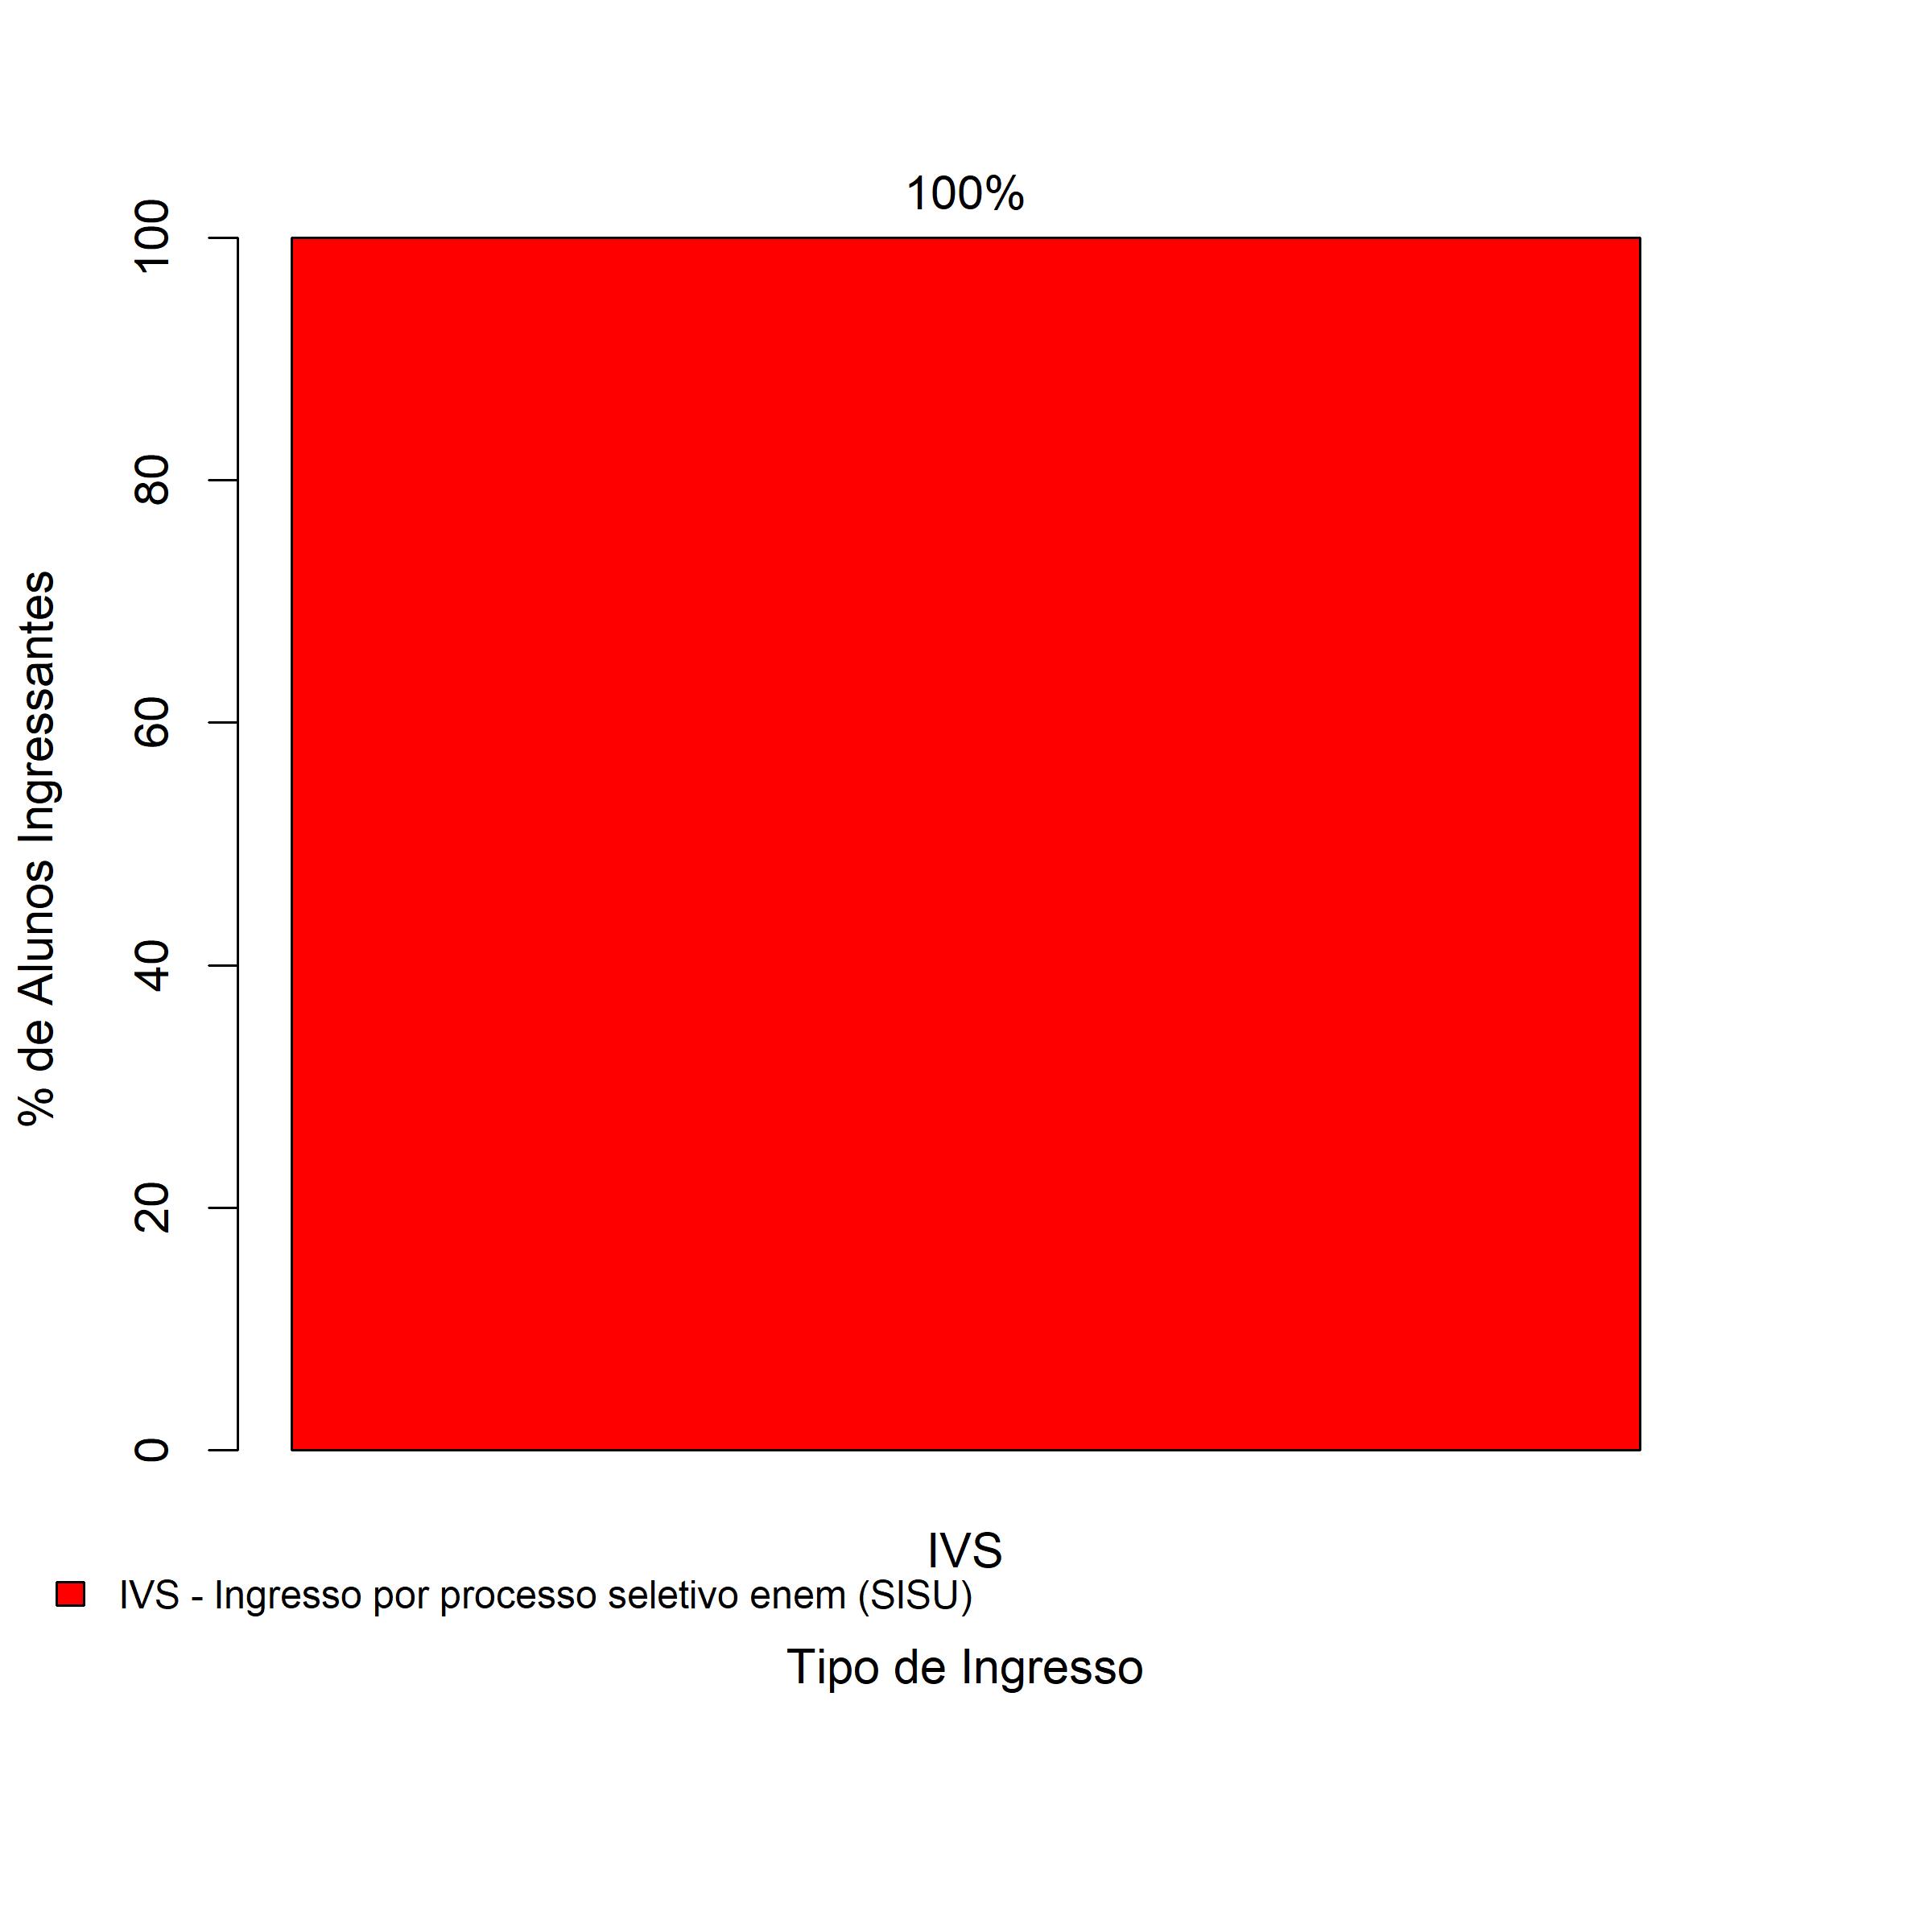 100%
100
80
60
40
20
0
% de Alunos Ingressantes
IVS
IVS - Ingresso por processo seletivo enem (SISU)
Tipo de Ingresso